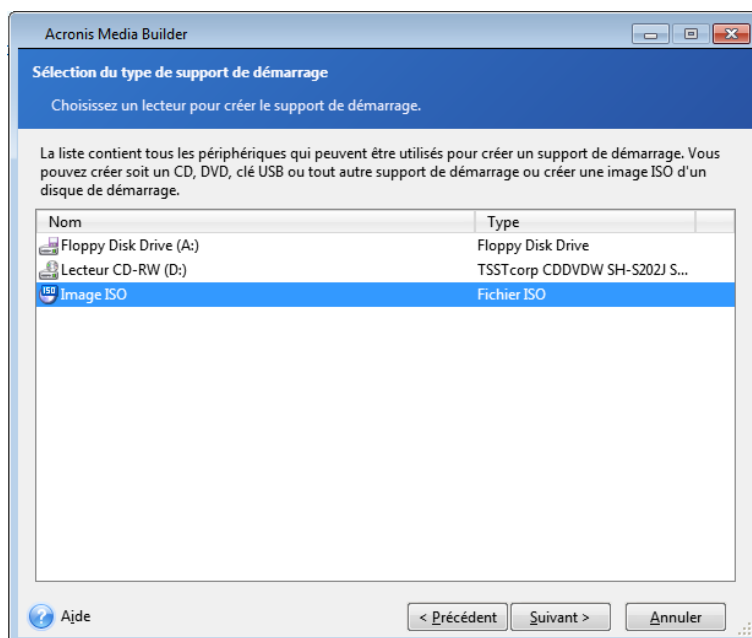 Acronis Media Builder
Sélection du type de support de démarrage
Choisissez un lecteur pour créer le support de démarrage.
La liste contient tous les périphériques qui peuvent être utilisés pour créer un support de démarrage. Vous
pouvez créer soit un CD, DVD, clé USB ou tout autre support de démarrage ou créer une image ISO d'un
disque de démarrage.
Nom Type
Floppy Disk Drive (A:) Floppy Disk Drive
Lecteur CD-RW (D:) TSSTcorp CDDVDW SH-S202J S...
ISO Image ISO Fichier ISO
Aide < Précédent Suivant > Annuler